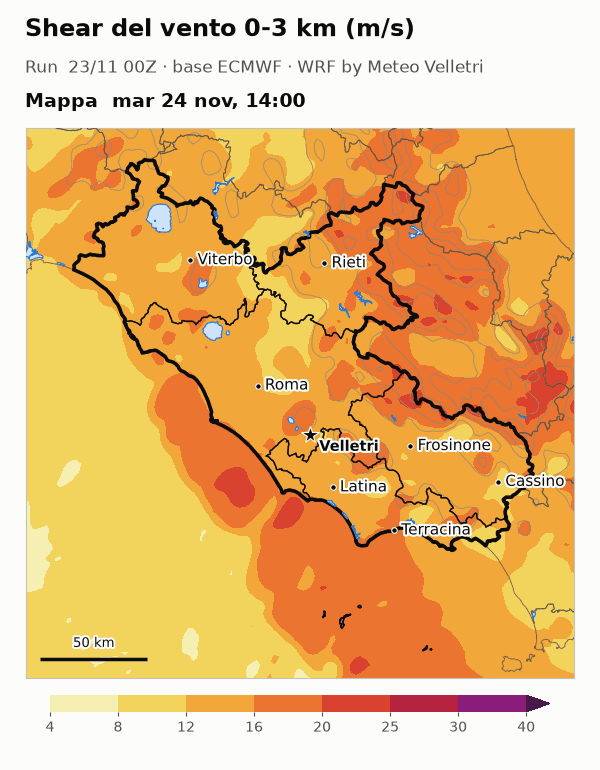 Shear del vento 0-3 km (m/s)
Run  23/11 00Z · base ECMWF · WRF by Meteo Velletri
Mappa  mar 24 nov, 14:00
Viterbo
Rieti
Roma
Velletri
Frosinone
Cassino
Latina
Terracina
50 km
4 8 12 16 20 25 30 40